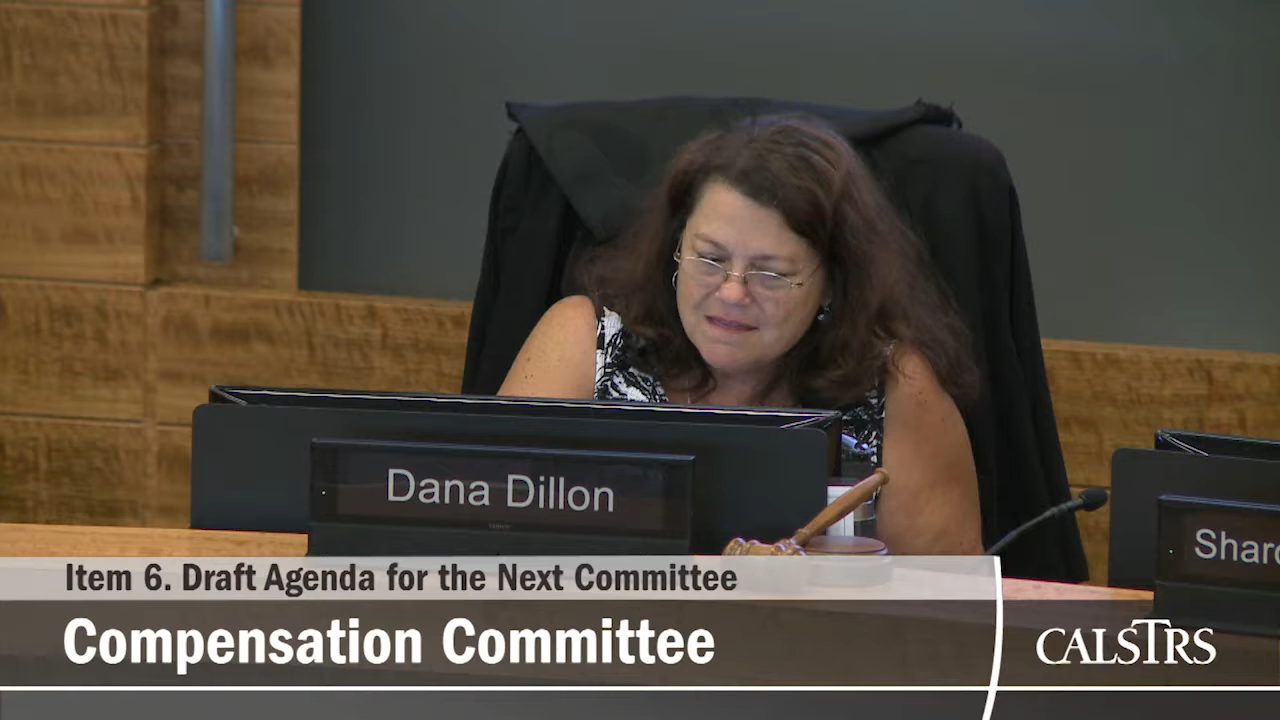 Dana Dillon
Item 6. Draft Agenda for the Next Committee
Compensation Committee
CALSTRS